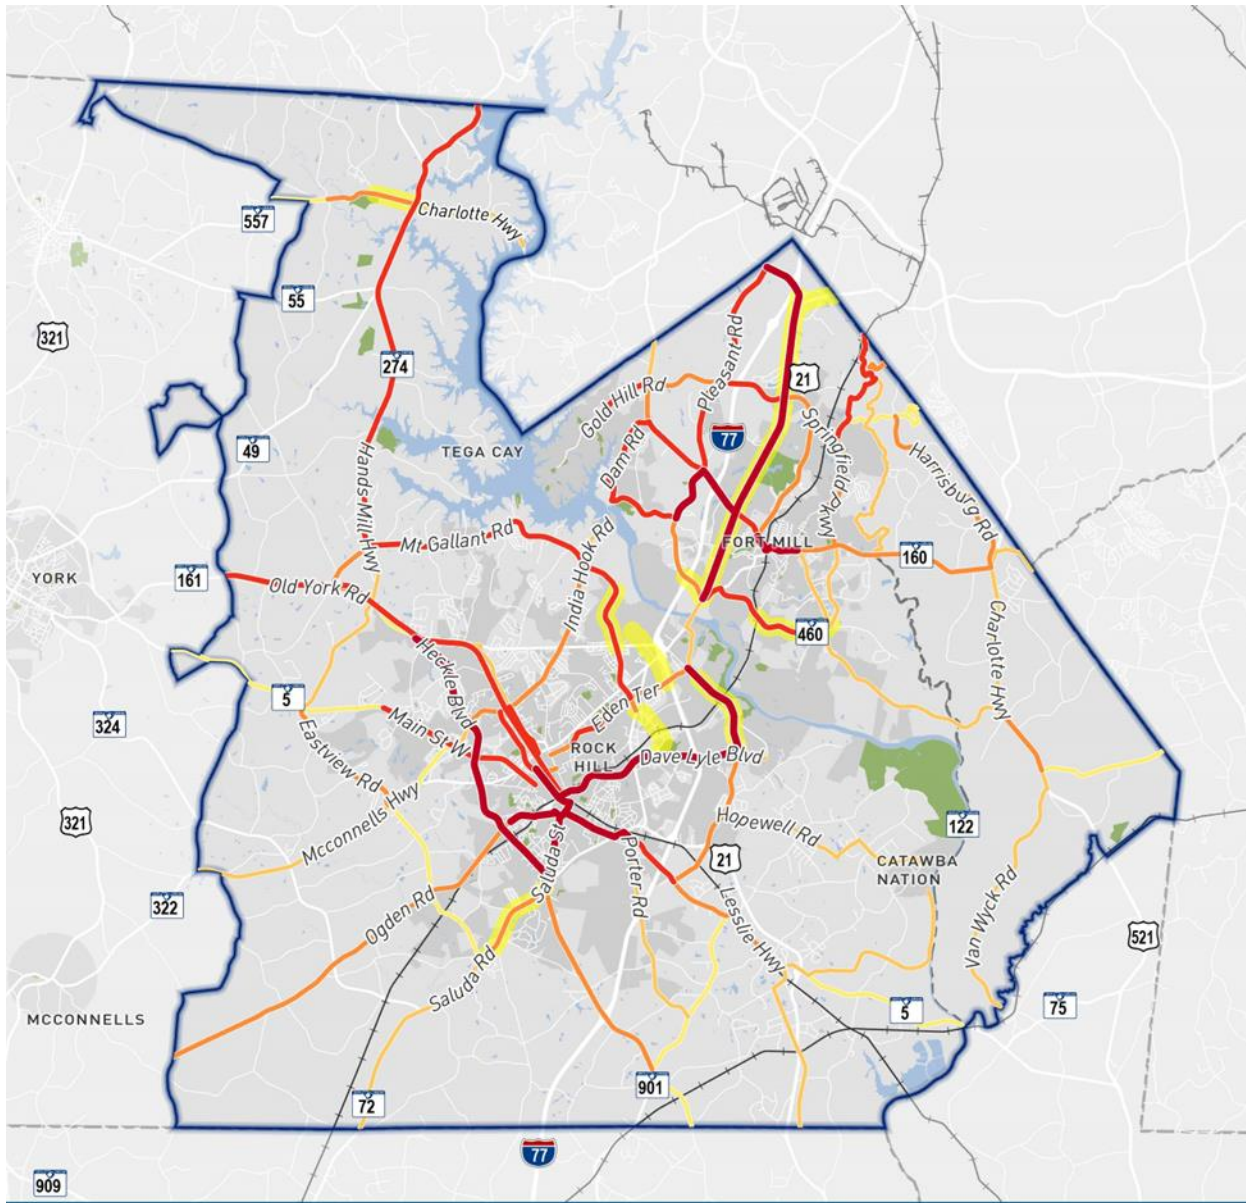 Charlotte Hwy
557
55
321
274
Pleasant Rd
21
Gold Hill Rd
77
Springfield Pkwy
49
TEGA CAY
Dam Rd
Harrisburg Rd
Hands Mill Hwy
Mt Gallant Rd
India Hook Rd
FORT MILL
160
YORK
161
Old York Rd
Charlotte Hwy
460
Heckle Blvd
5
Main St W
Eden Ter
324
Eastview Rd
ROCK
HILL
Dave Lyle Blvd
321
Mcconnells Hwy
Hopewell Rd
122
Saluda St
Porter Rd
21
CATAWBA
NATION
322
Ogden Rd
Lesslie Hwy
Van Wyck Rd
521
Saluda Rd
MCCONNELLS
5
75
901
72
77
909